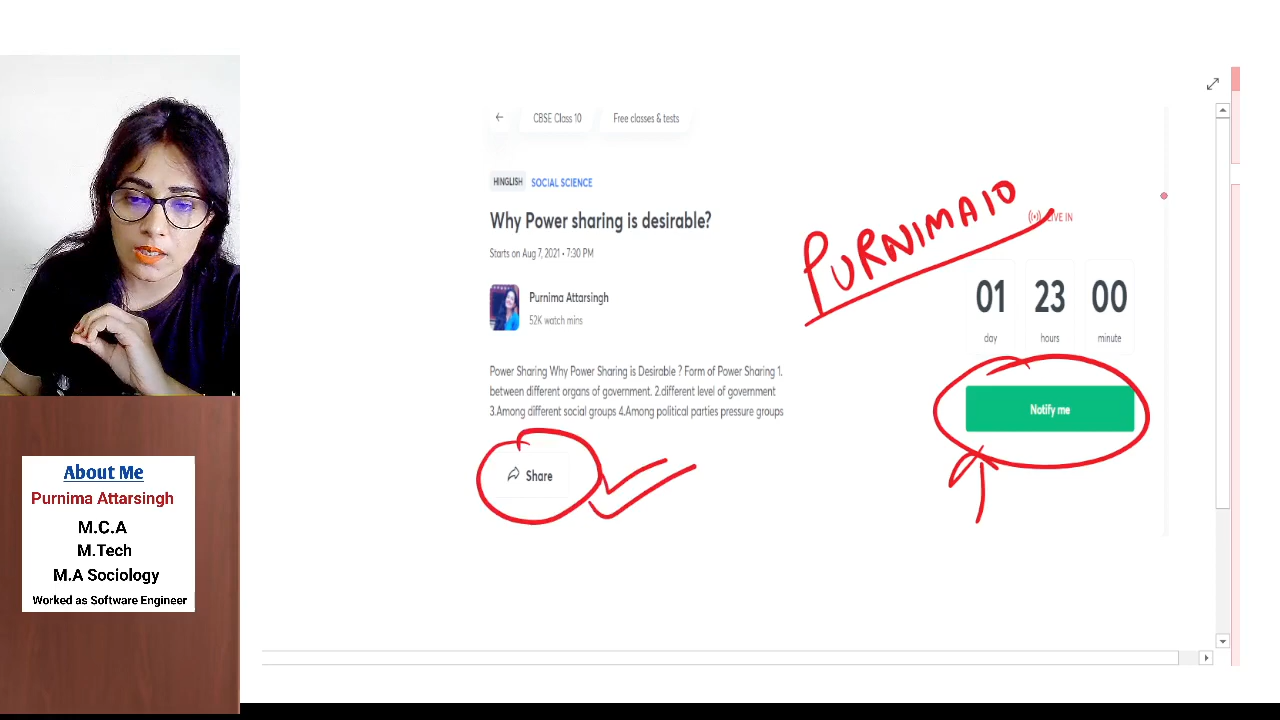 CBSE Class 10
Free classes & tests
HINGLISH
SOCIAL SCIENCE
Why Power sharing is desirable?
Starts on Aug 7, 2021 • 7:30 PM
Purnima Attarsingh
52K watch mins
Power Sharing Why Power Sharing is Desirable ? Form of Power Sharing 1.
between different organs of government. 2.different level of government
3.Among different social groups 4.Among political parties pressure groups
Share
PURNIMA10
LIVE IN
01 23 00
day hours minute
Notify me
About Me
Purnima Attarsingh
M.C.A
M.Tech
M.A Sociology
Worked as Software Engineer